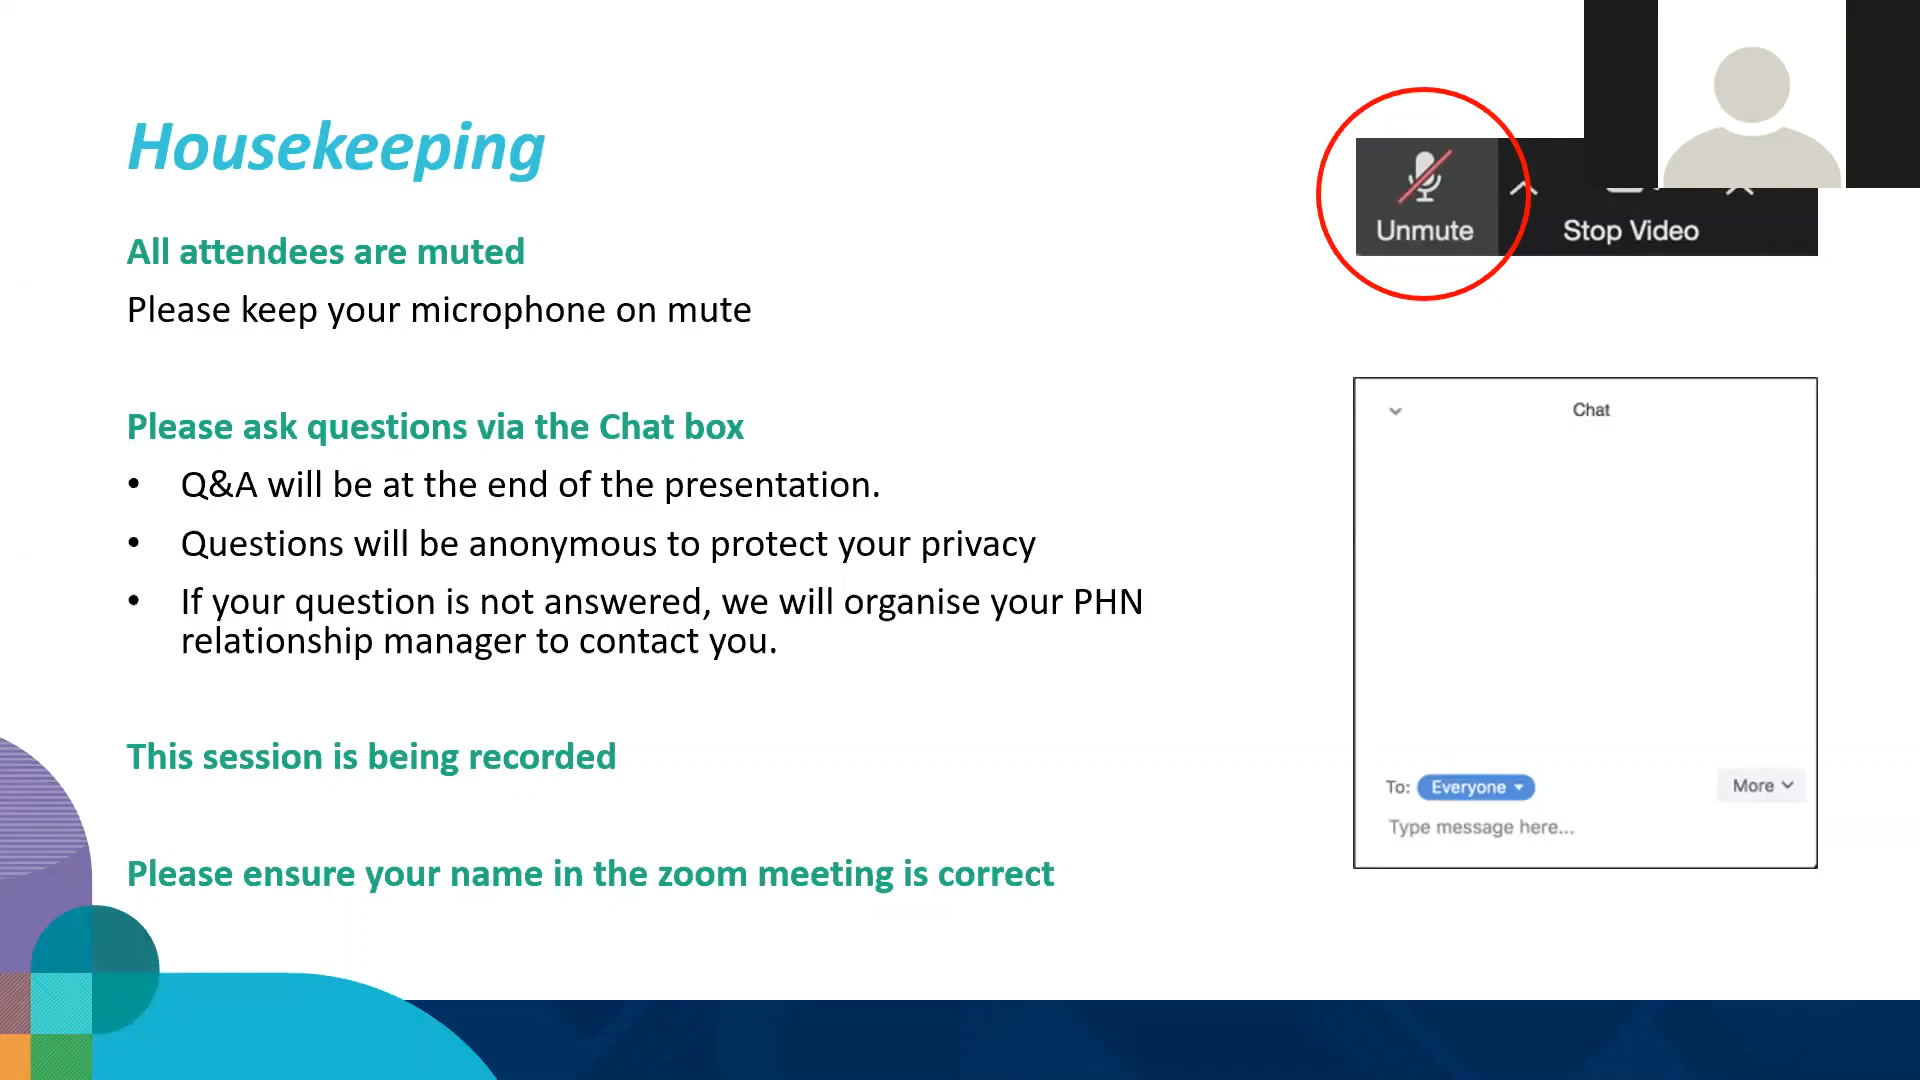 Housekeeping
All attendees are muted
Please keep your microphone on mute
Please ask questions via the Chat box
• Q&A will be at the end of the presentation.
• Questions will be anonymous to protect your privacy
• If your question is not answered, we will organise your PHN
relationship manager to contact you.
This session is being recorded
Please ensure your name in the zoom meeting is correct
Unmute
Stop Video
Chat
To: Everyone
More
Type message here...